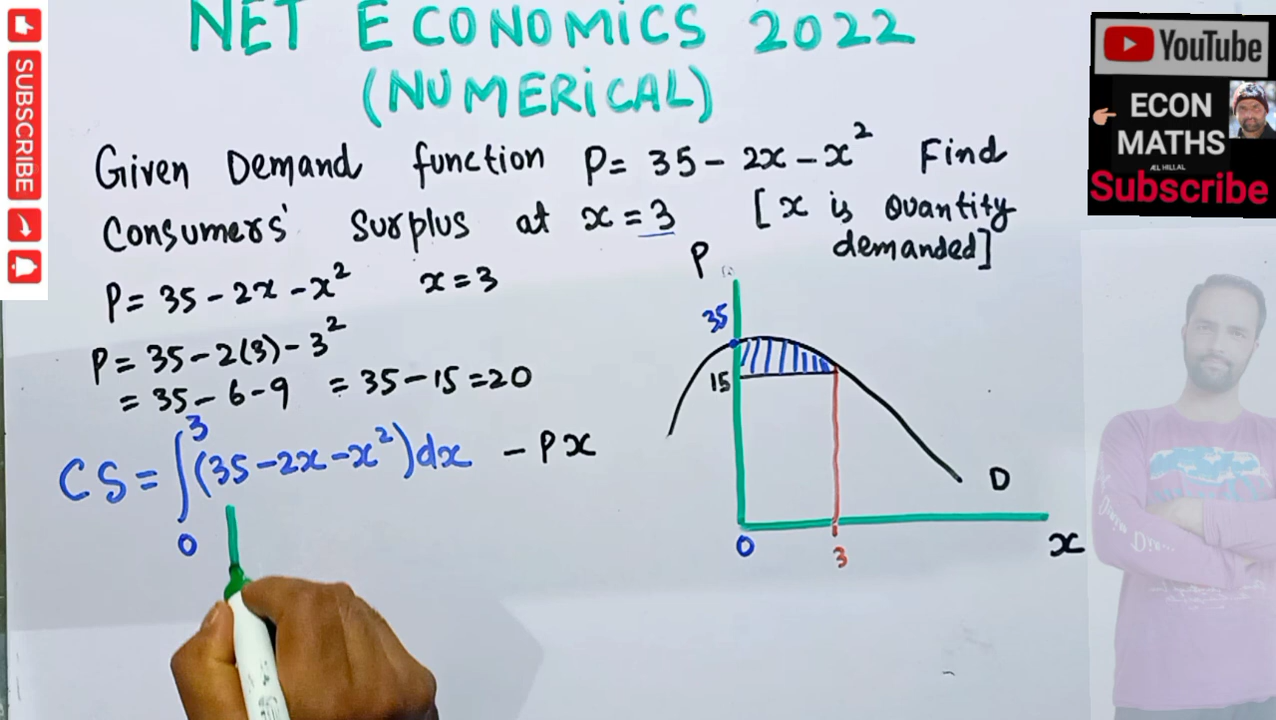 NET ECONOMICS 2022
(NUMERICAL)
Given Demand function P = 35 - 2x - x² Find
Consumers' Surplus at x = 3 [x is Quantity
demanded]
P = 35 - 2x - x² x = 3
P = 35 - 2(3) - 3²
= 35 - 6 - 9 = 35 - 15 = 20
CS = ∫₀³ (35 - 2x - x²) dx - Px
P
35
15
0
3
D
x
SUBSCRIBE
YouTube
ECON
MATHS
Subscribe